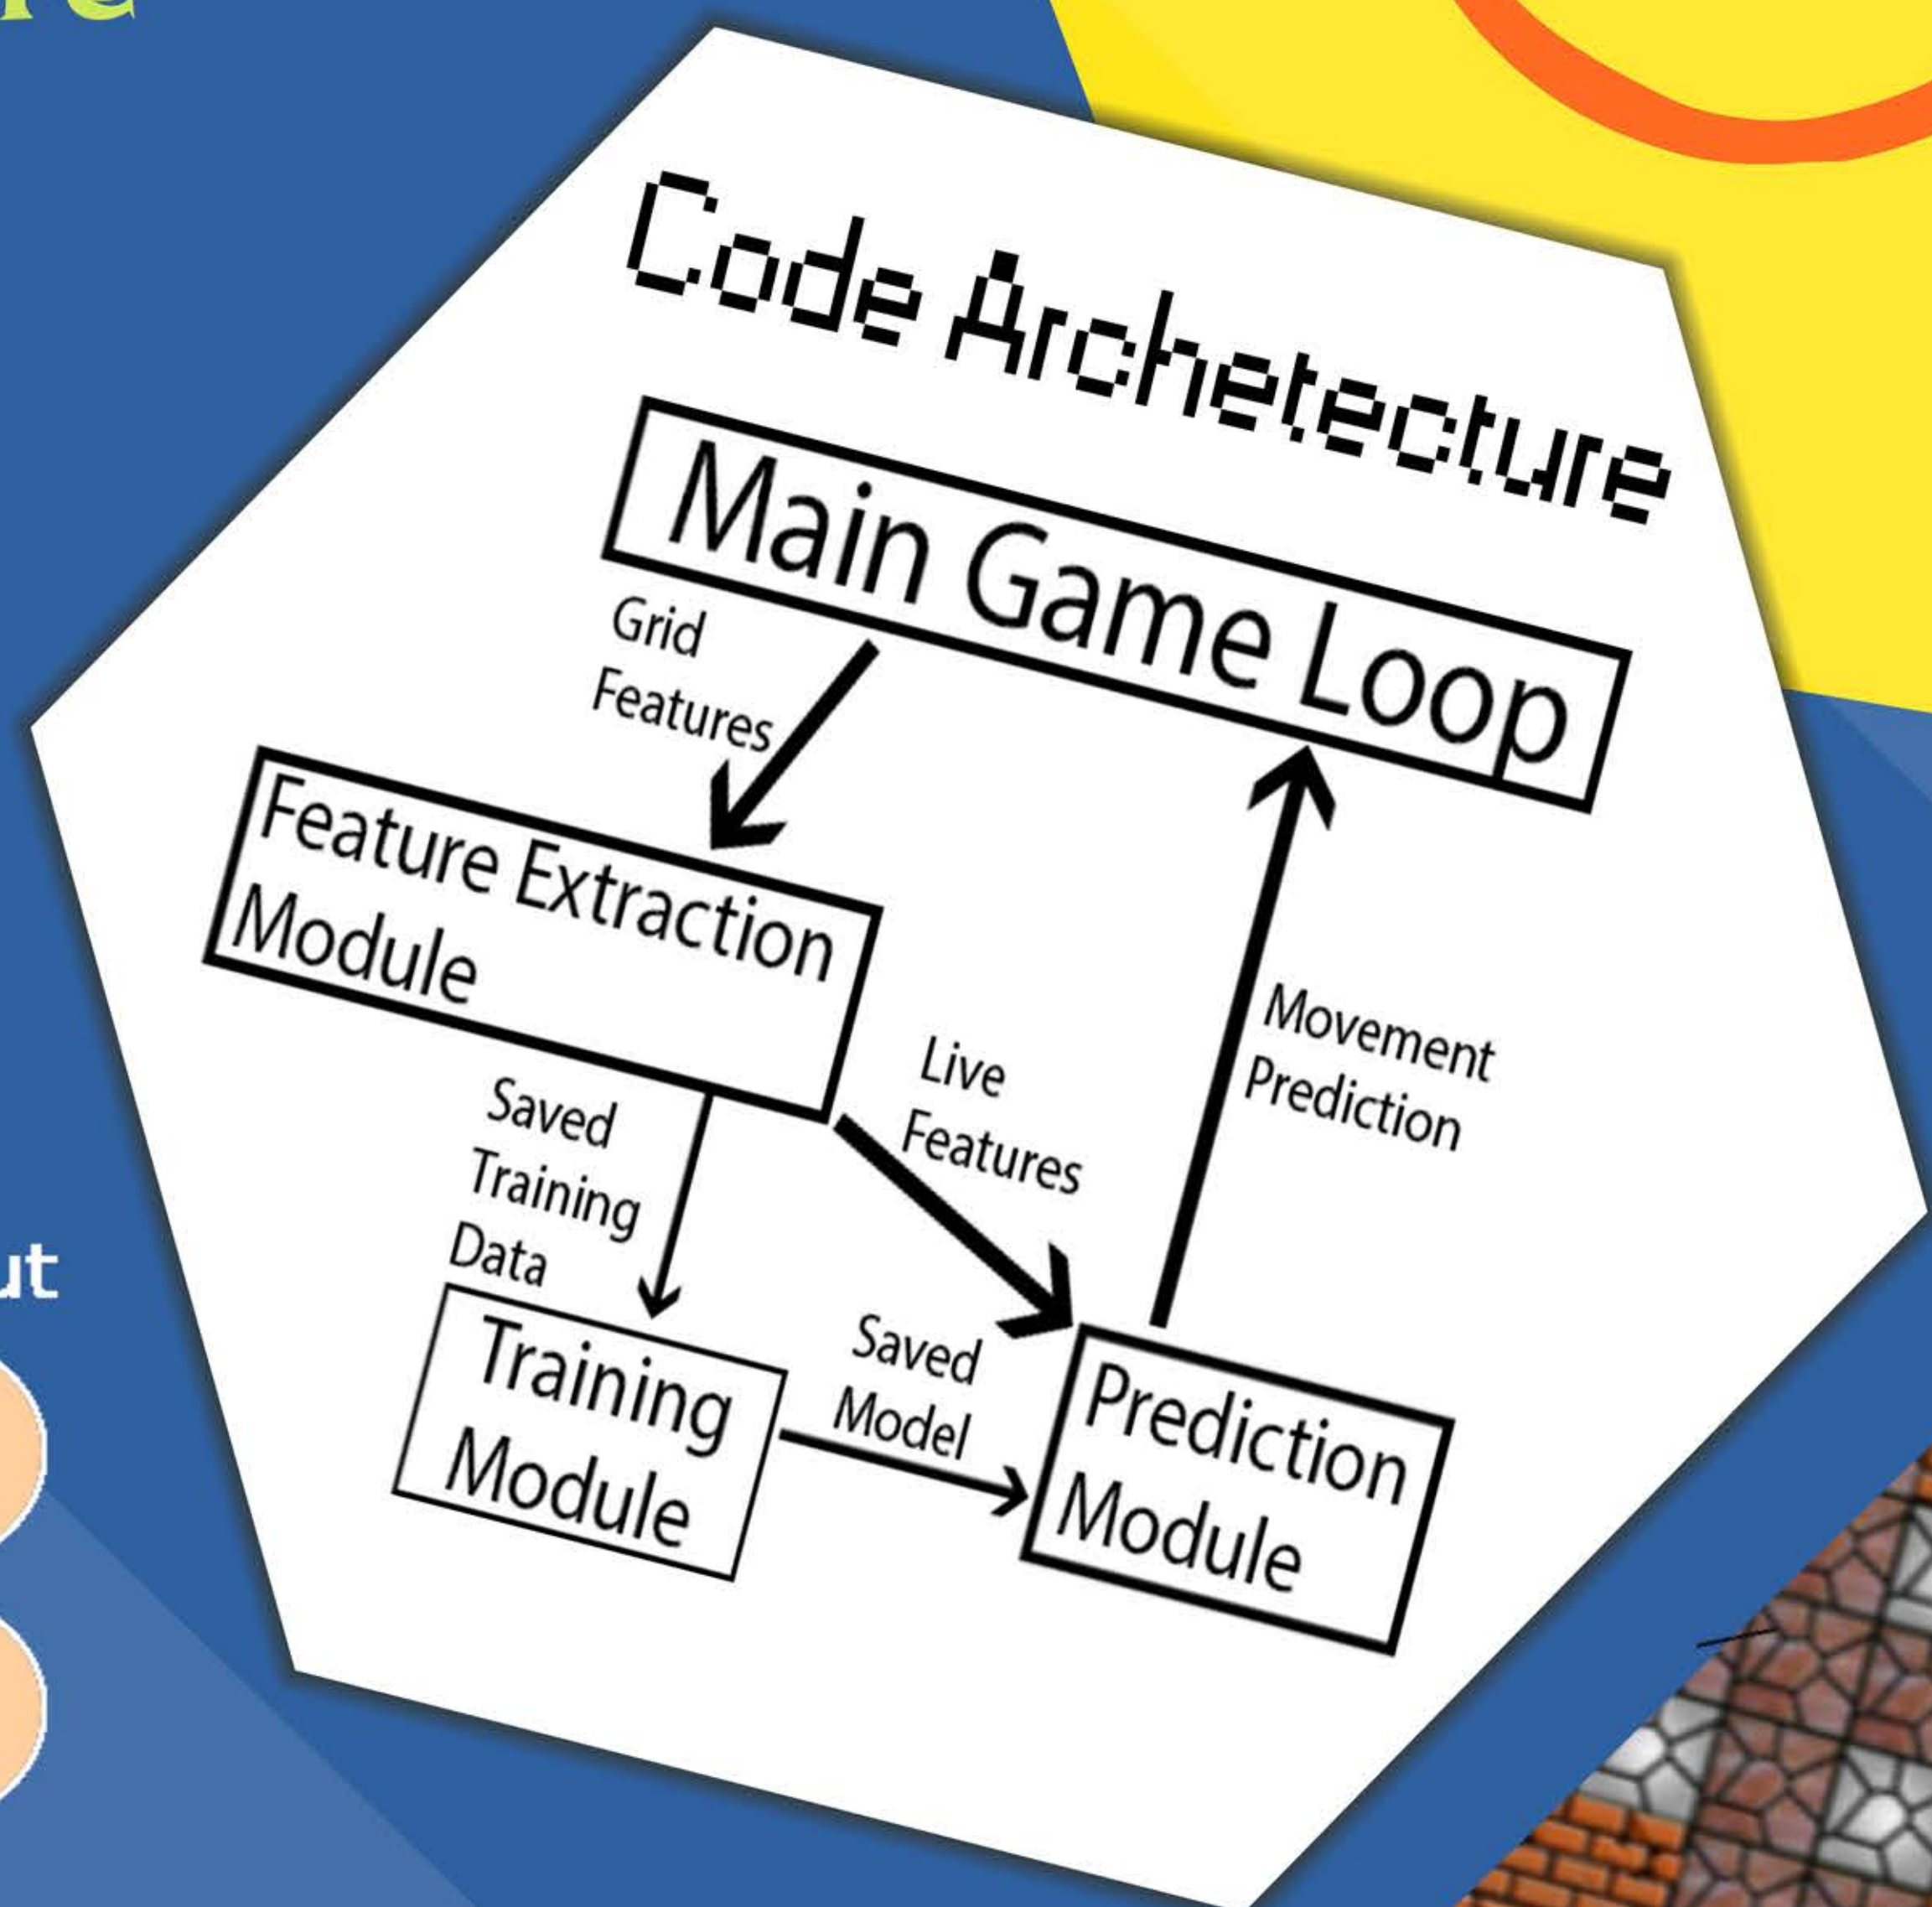 Code Archetecture
Main Game Loop
Grid
Features
Feature Extraction
Module
Live
Features
Movement
Prediction
Saved
Training
Data
Training
Module
Saved
Model
Prediction
Module